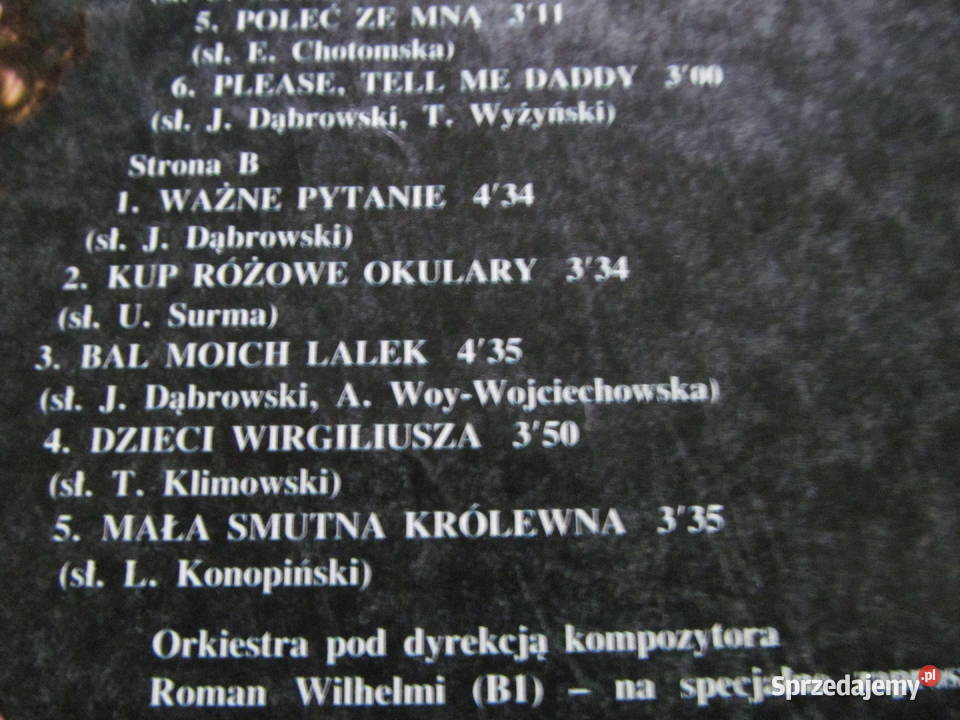 5. POLEĆ ZE MNĄ 3'11
(sł. E. Chotomska)
6. PLEASE, TELL ME DADDY 3'00
(sł. J. Dąbrowski, T. Wyżyński)
Strona B
1. WAŻNE PYTANIE 4'34
(sł. J. Dąbrowski)
2. KUP RÓŻOWE OKULARY 3'34
(sł. U. Surma)
3. BAL MOICH LALEK 4'35
(sł. J. Dąbrowski, A. Woy-Wojciechowska)
4. DZIECI WIRGILIUSZA 3'50
(sł. T. Klimowski)
5. MAŁA SMUTNA KRÓLEWNA 3'35
(sł. L. Konopiński)
Orkiestra pod dyrekcją kompozytora
Roman Wilhelmi (B1) – na
Sprzedajemy.pl